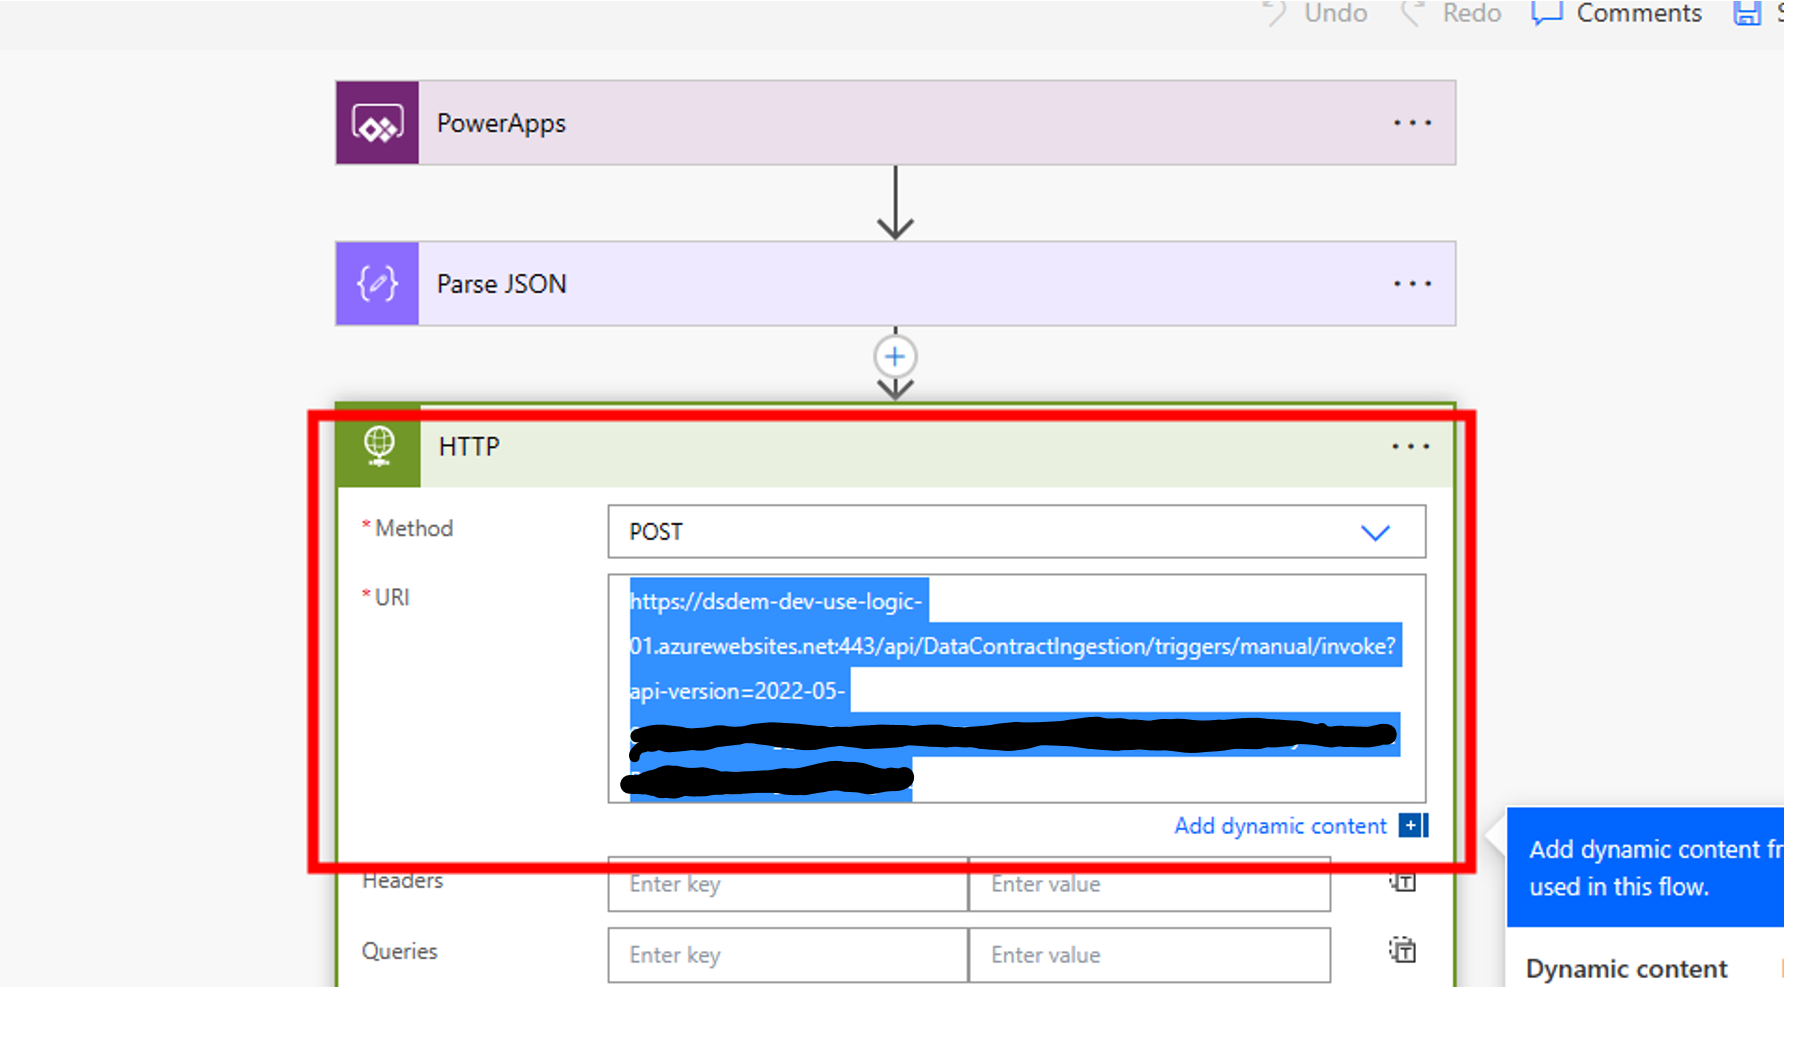 Undo Redo Comments
PowerApps
Parse JSON
HTTP
* Method
POST
* URI
https://dsdem-dev-use-logic-
01.azurewebsites.net:443/api/DataContractIngestion/triggers/manual/invoke?
api-version=2022-05-
Add dynamic content
Headers
Enter key Enter value
Queries
Enter key Enter value
Add dynamic content
used in this flow.
Dynamic content